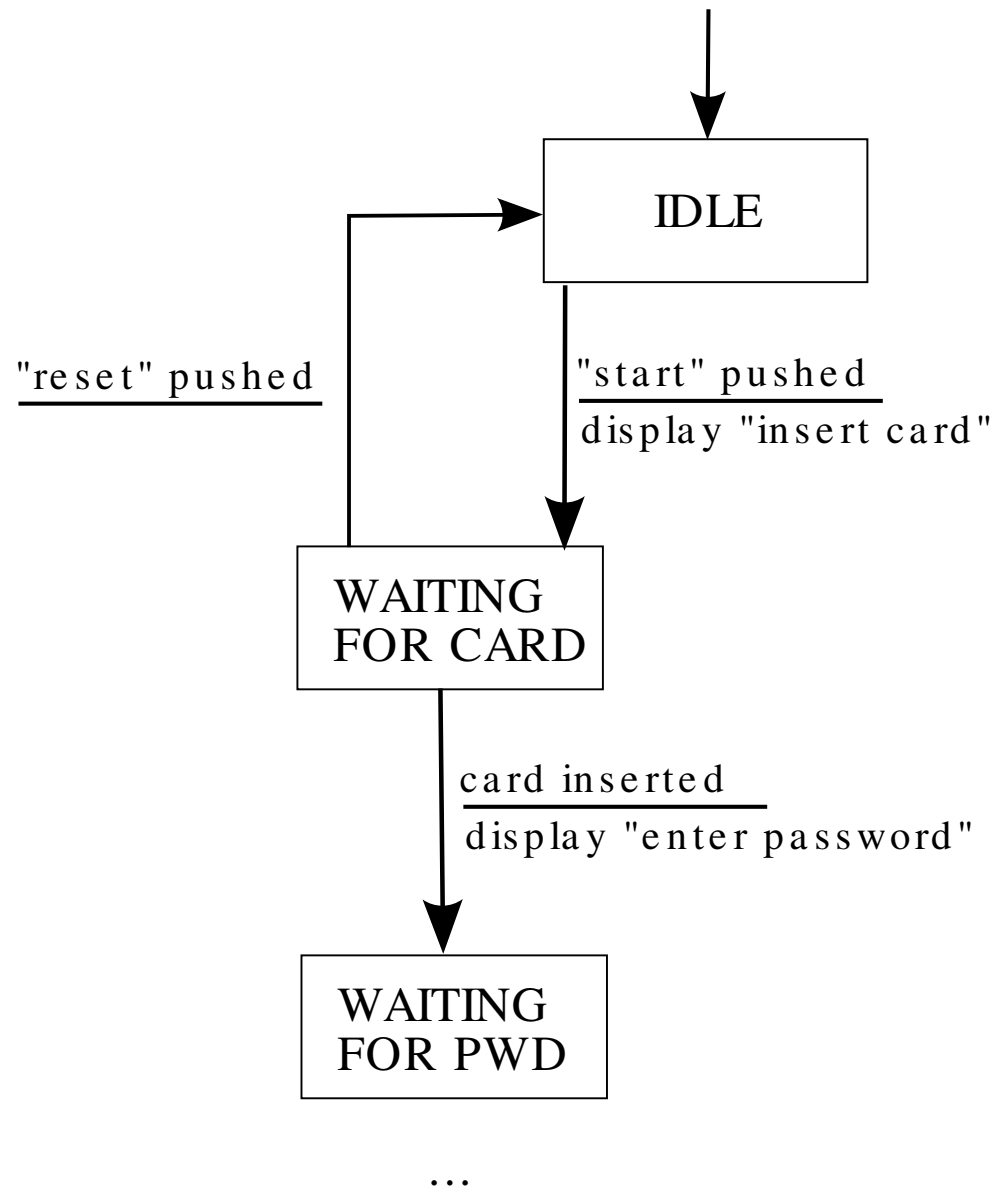 IDLE
"reset" pushed
"start" pushed
display "insert card"
WAITING
FOR CARD
card inserted
display "enter password"
WAITING
FOR PWD
...